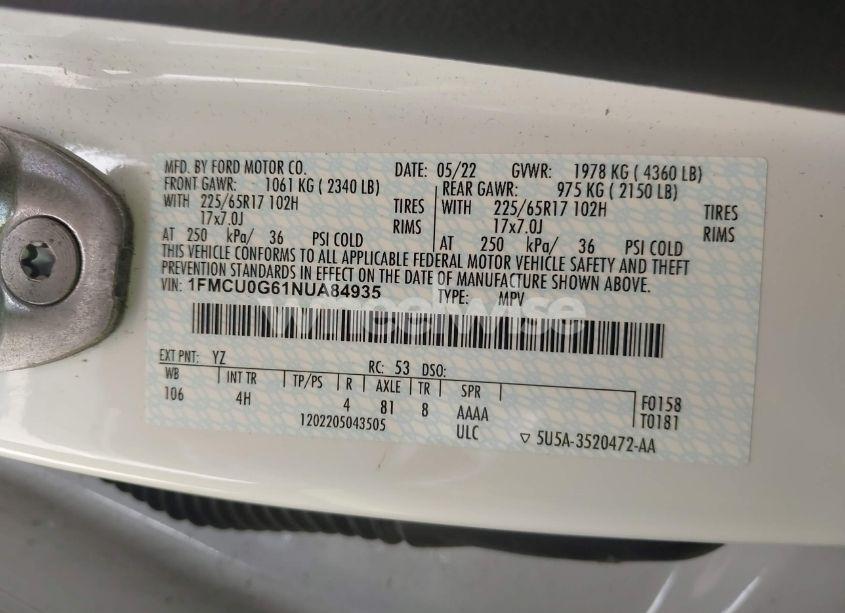 MFD. BY FORD MOTOR CO. DATE: 05/22 GVWR: 1978 KG ( 4360 LB)
FRONT GAWR: 1061 KG ( 2340 LB) REAR GAWR: 975 KG ( 2150 LB)
WITH 225/65R17 102H TIRES WITH 225/65R17 102H TIRES
17x7.0J RIMS 17x7.0J RIMS
AT 250 kPa/ 36 PSI COLD AT 250 kPa/ 36 PSI COLD
THIS VEHICLE CONFORMS TO ALL APPLICABLE FEDERAL MOTOR VEHICLE SAFETY AND THEFT
PREVENTION STANDARDS IN EFFECT ON THE DATE OF MANUFACTURE SHOWN ABOVE.
VIN: 1FMCU0G61NUA84935 TYPE: MPV
wheelwise
EXT PNT: YZ RC: 53 DSO:
WB INT TR TP/PS R AXLE TR SPR
106 4H 4 81 8 AAAA F0158
1202205043505 ULC T0181
▽ 5U5A-3520472-AA